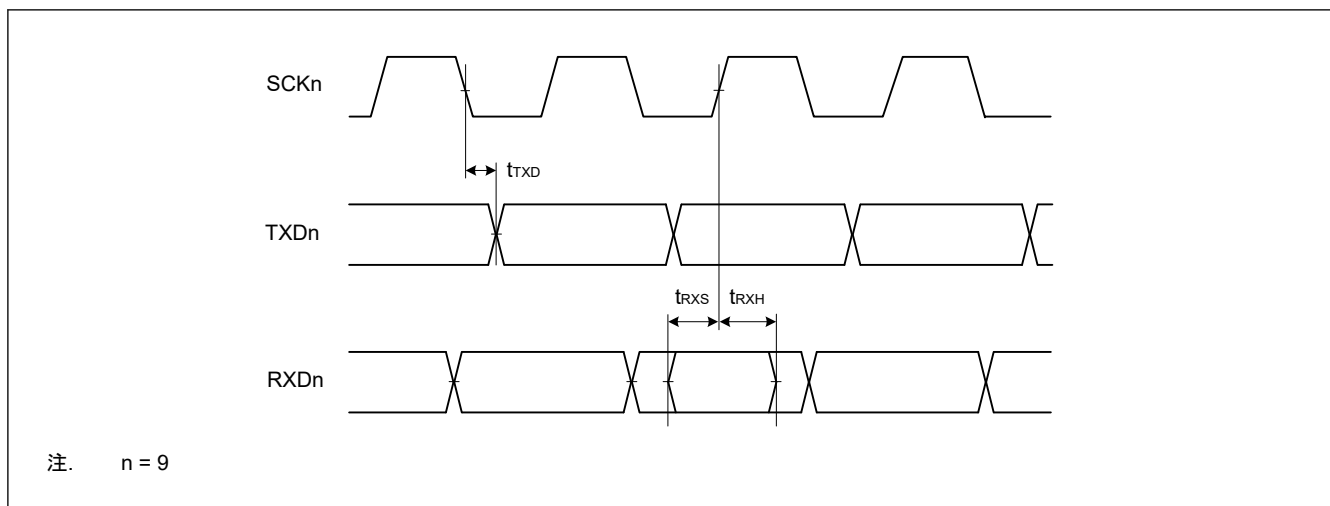 SCKn
tTXD
TXDn
tRXS tRXH
RXDn
注. n = 9